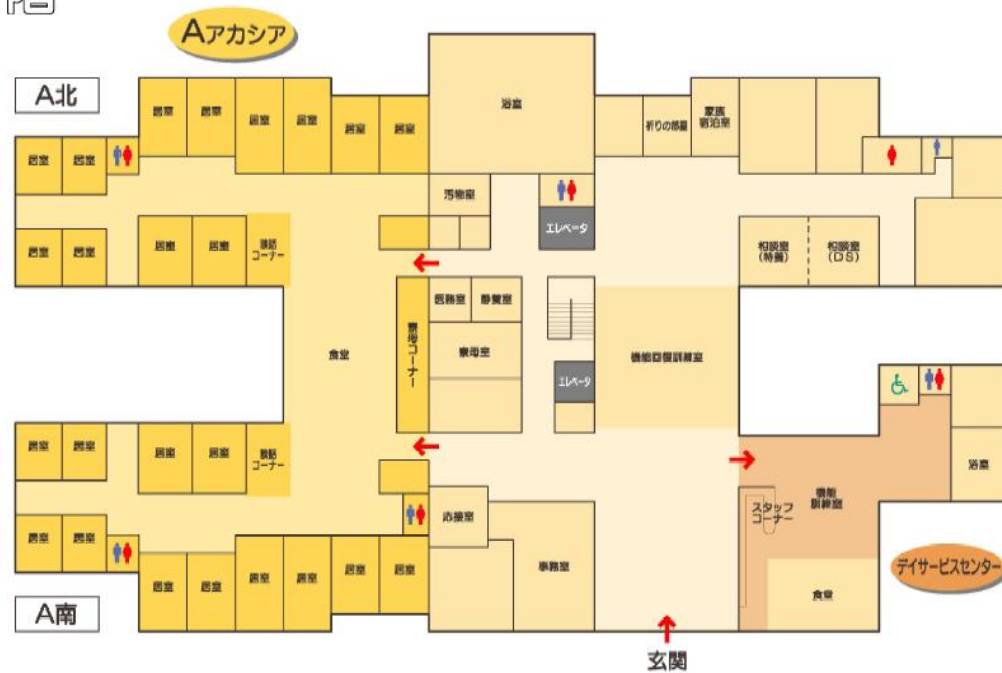 Aアカシア
A北
居室
居室
居室
居室
居室
居室
浴室
祈りの部屋
家族
宿泊室
居室
居室
汚物室
エレベータ
居室
居室
居室
居室
談話
コーナー
相談室
(特養)
相談室
(DS)
医務室
静養室
寮母コーナー
食堂
寮母室
機能回復訓練室
エレベータ
居室
居室
居室
居室
談話
コーナー
浴室
機能
訓練室
スタッフ
コーナー
応接室
居室
居室
事務室
デイサービスセンター
居室
居室
居室
居室
居室
居室
食堂
A南
玄関